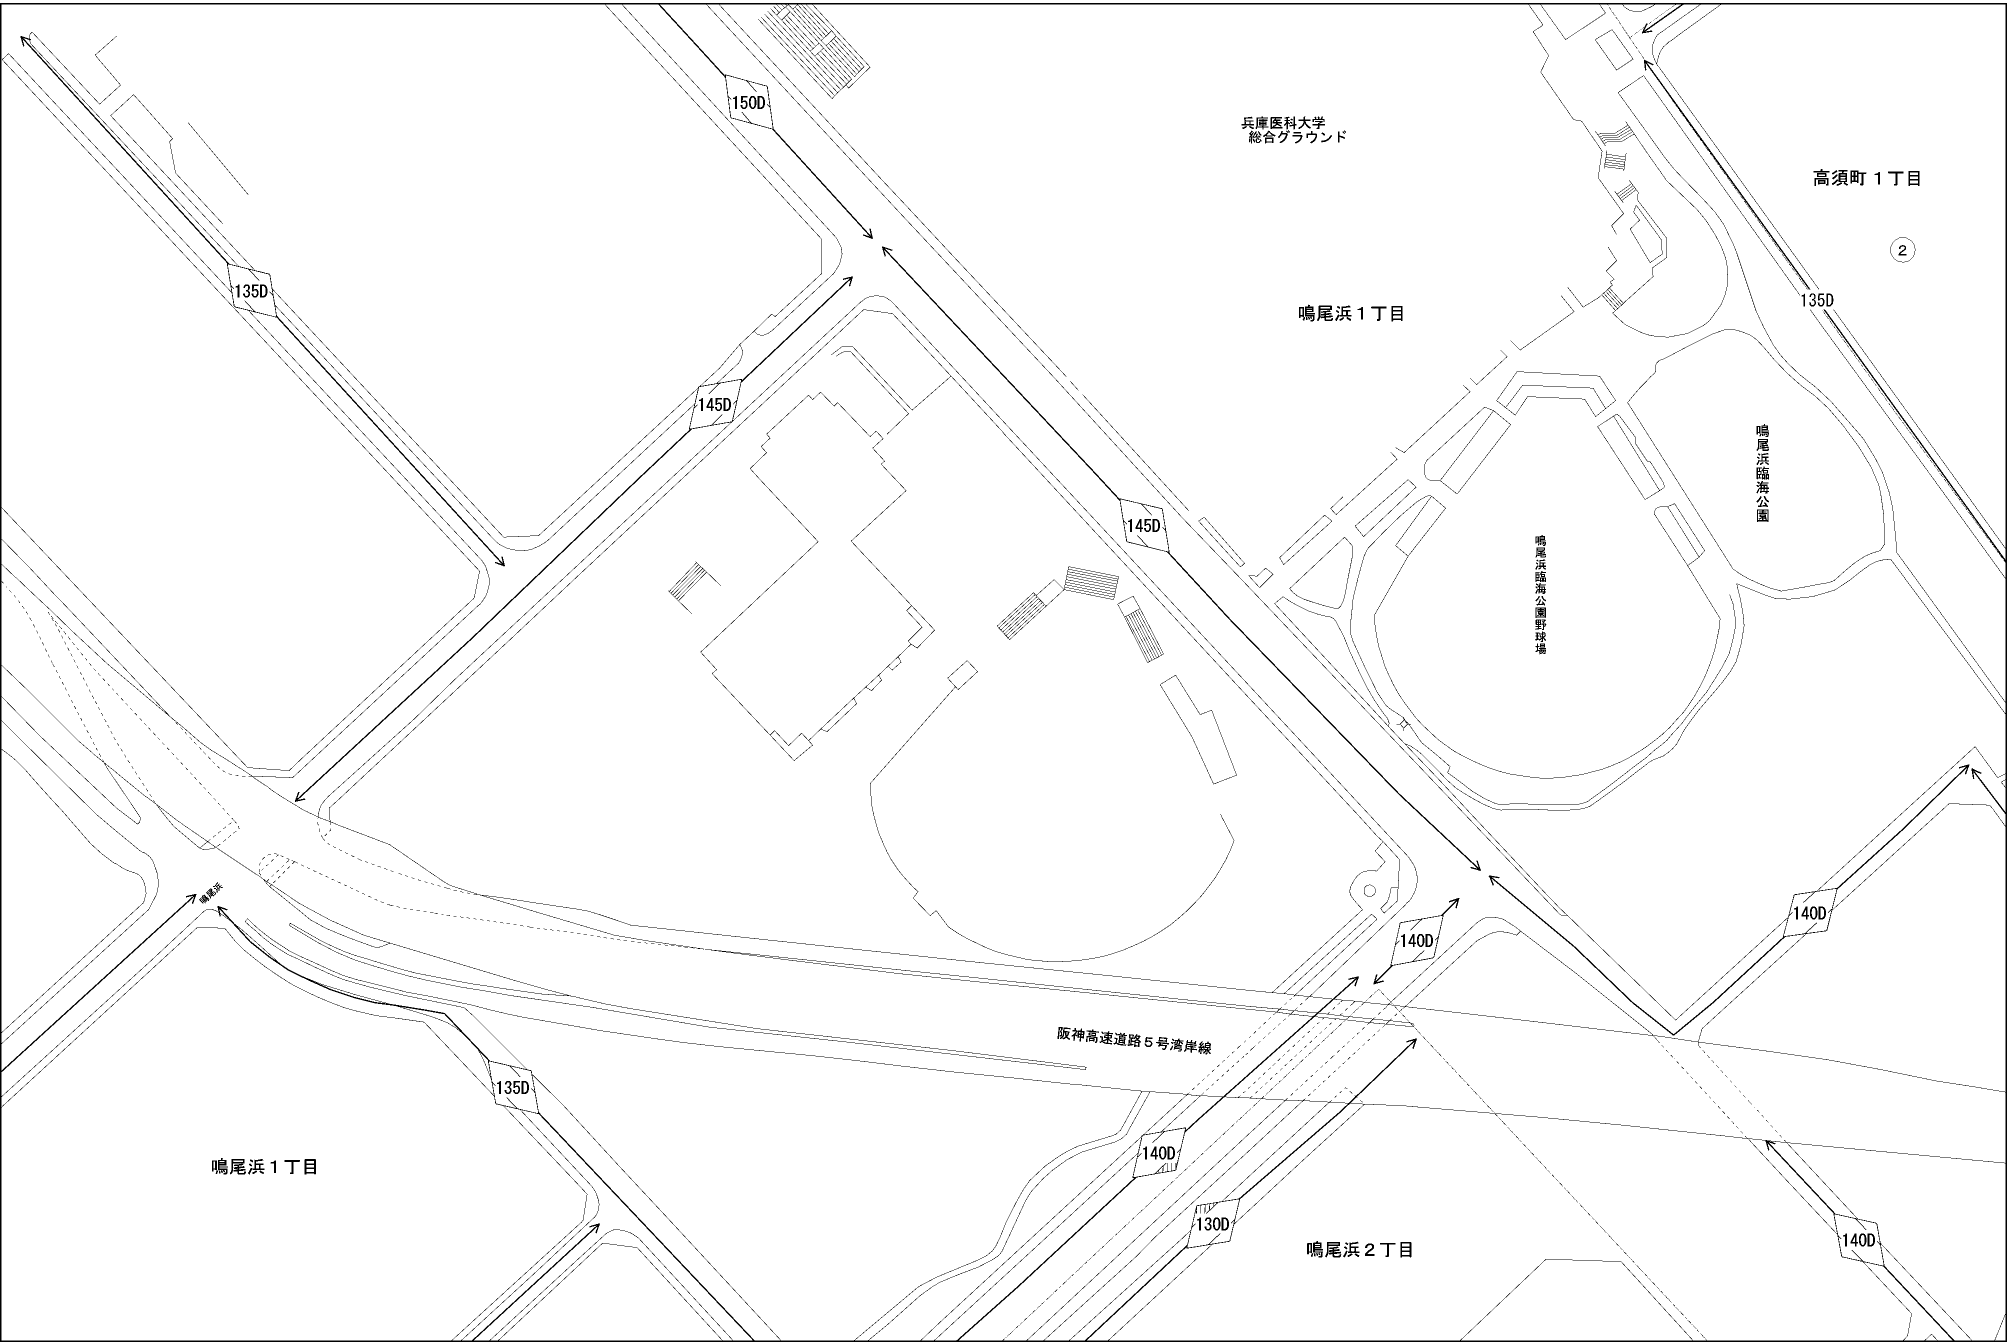 150D
兵庫医科大学
総合グラウンド
高須町1丁目
2
135D
135D
鳴尾浜1丁目
145D
鳴尾浜臨海公園
145D
鳴尾浜臨海公園野球場
鳴尾浜
140D
140D
阪神高速道路5号湾岸線
135D
140D
鳴尾浜1丁目
130D
鳴尾浜2丁目
140D